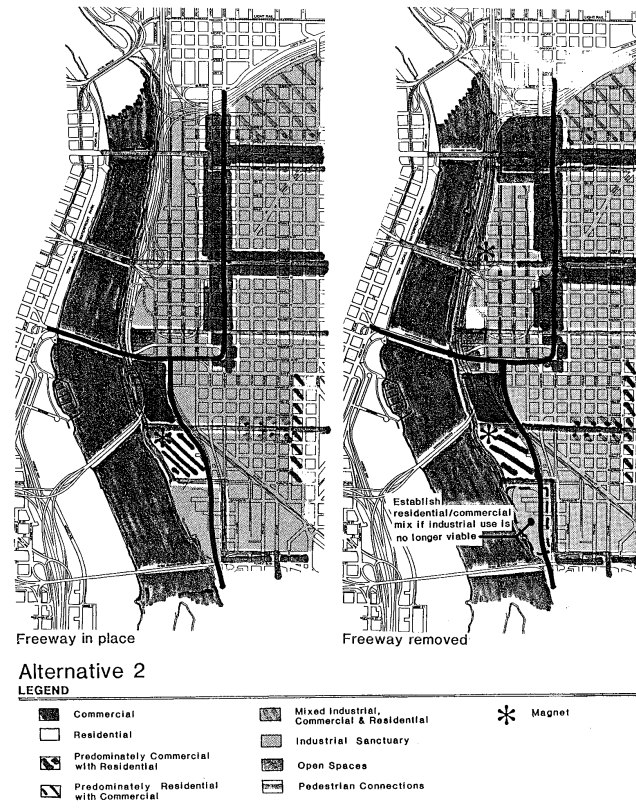 LIGHT RAIL
Establish
residential/commercial
mix if industrial use is
no longer viable
Freeway in place
Freeway removed
Alternative 2
LEGEND
Commercial
Residential
Predominately Commercial
with Residential
Predominately Residential
with Commercial
Mixed Industrial,
Commercial & Residential
Industrial Sanctuary
Open Spaces
Pedestrian Connections
Magnet